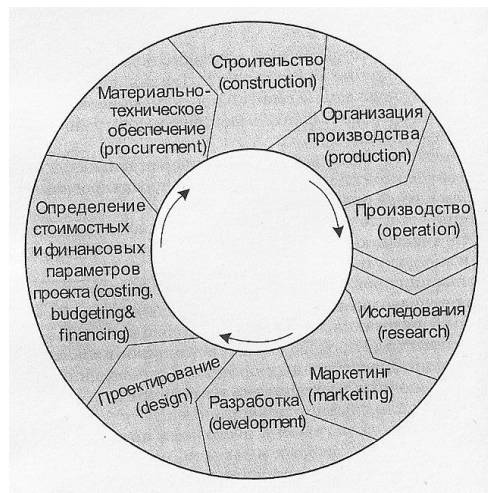 Строительство
(construction)
Организация
производства
(production)
Производство
(operation)
Исследования
(research)
Маркетинг
(marketing)
Разработка
(development)
Проектирование
(design)
Определение
стоимостных
и финансовых
параметров
проекта (costing,
budgeting&
financing)
Материально-
техническое
обеспечение
(procurement)